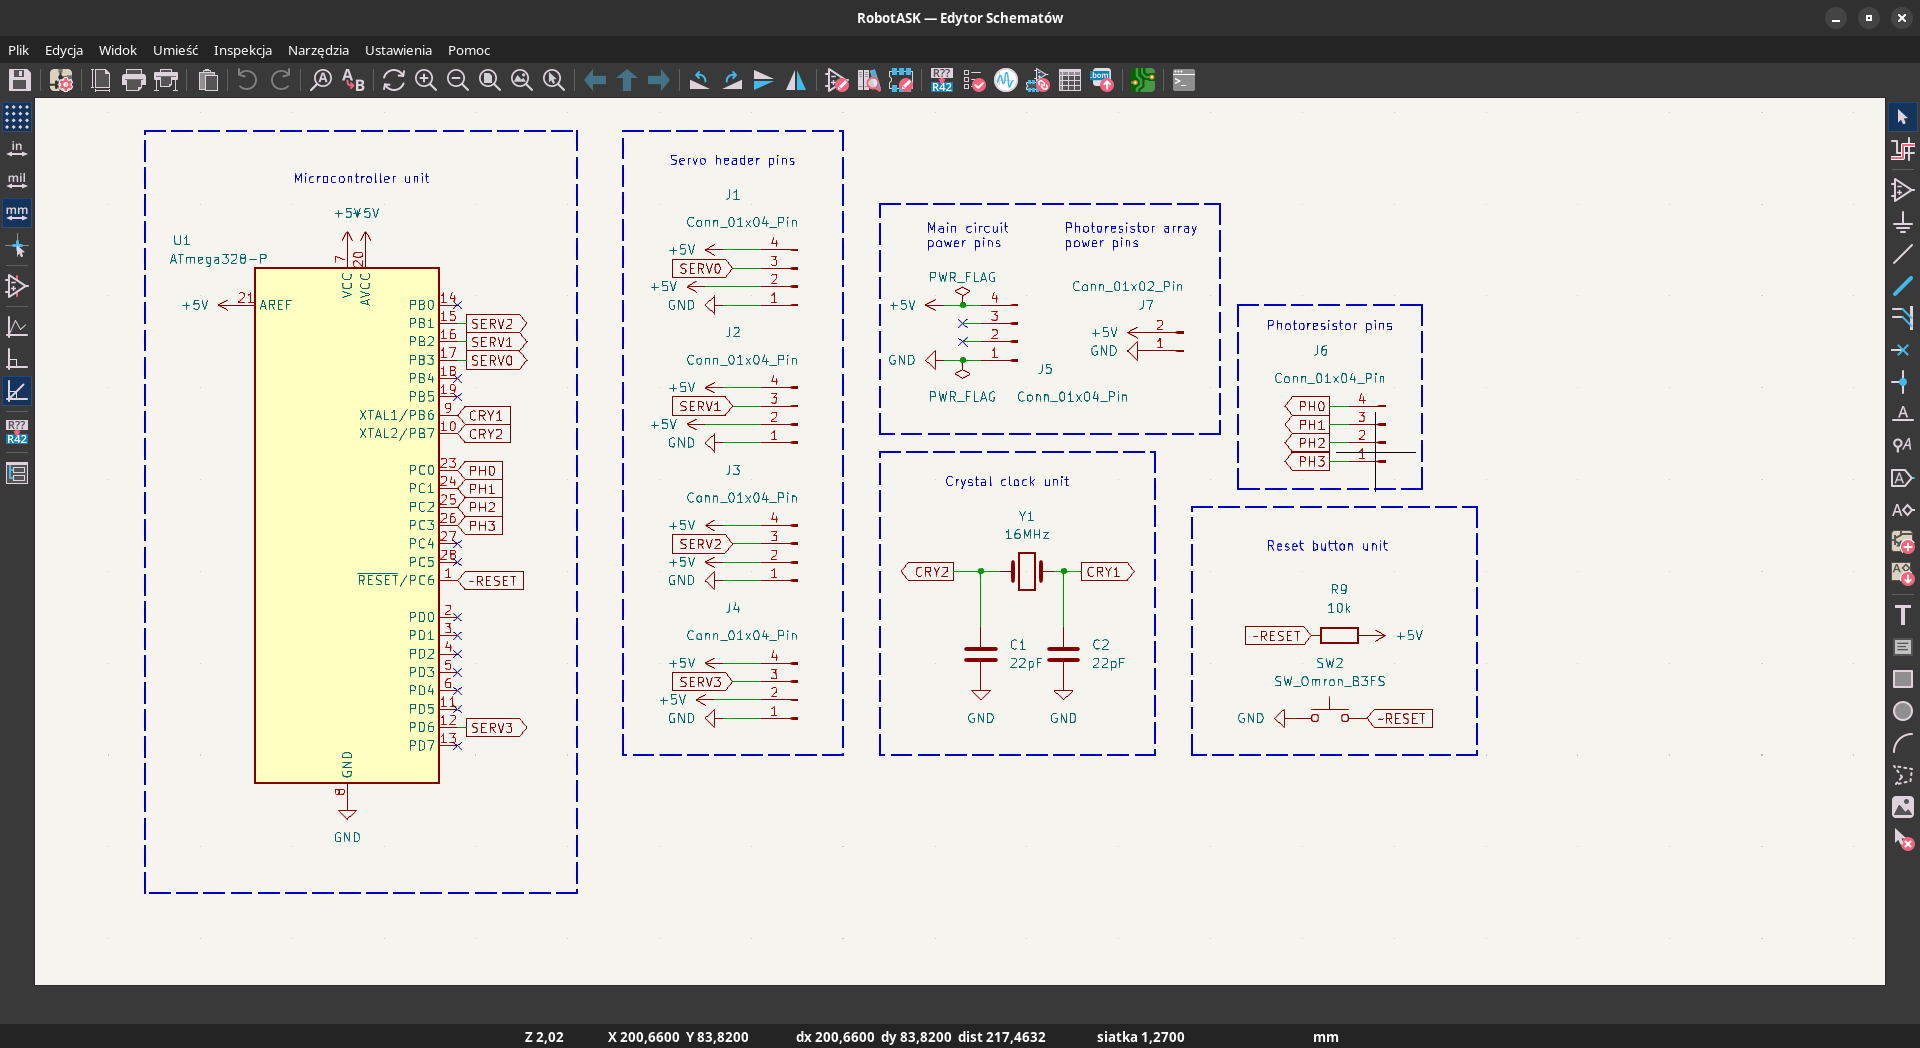 RobotASK — Edytor Schematów
Plik Edycja Widok Umieść Inspekcja Narzędzia Ustawienia Pomoc
R??
R42
bom
in
mil
mm
R??
R42
Microcontroller unit
+5V
+5V
U1
ATmega328-P
7
20
VCC
AVCC
+5V 21 AREF
PB0 14
PB1 15 SERV2
PB2 16 SERV1
PB3 17 SERV0
PB4 18
PB5 19
XTAL1/PB6 9 CRY1
XTAL2/PB7 10 CRY2
PC0 23 PH0
PC1 24 PH1
PC2 25 PH2
PC3 26 PH3
PC4 27
PC5 28
RESET/PC6 1 ~RESET
PD0 2
PD1 3
PD2 4
PD3 5
PD4 6
PD5 11
PD6 12 SERV3
PD7 13
GND
8
GND
Servo header pins
J1
Conn_01x04_Pin
+5V 4
SERV0 3
+5V 2
GND 1
J2
Conn_01x04_Pin
+5V 4
SERV1 3
+5V 2
GND 1
J3
Conn_01x04_Pin
+5V 4
SERV2 3
+5V 2
GND 1
J4
Conn_01x04_Pin
+5V 4
SERV3 3
+5V 2
GND 1
Main circuit
power pins
PWR_FLAG
+5V 4
3
2
GND 1
J5
PWR_FLAG
Conn_01x04_Pin
Photoresistor array
power pins
Conn_01x02_Pin
J7
+5V 2
GND 1
Photoresistor pins
J6
Conn_01x04_Pin
PH0 4
PH1 3
PH2 2
PH3 1
Crystal clock unit
Y1
16MHz
CRY2
CRY1
C1
22pF
C2
22pF
GND
GND
Reset button unit
R9
10k
~RESET
+5V
SW2
SW_Omron_B3FS
GND
~RESET
Z 2,02 X 200,6600 Y 83,8200 dx 200,6600 dy 83,8200 dist 217,4632 siatka 1,2700 mm